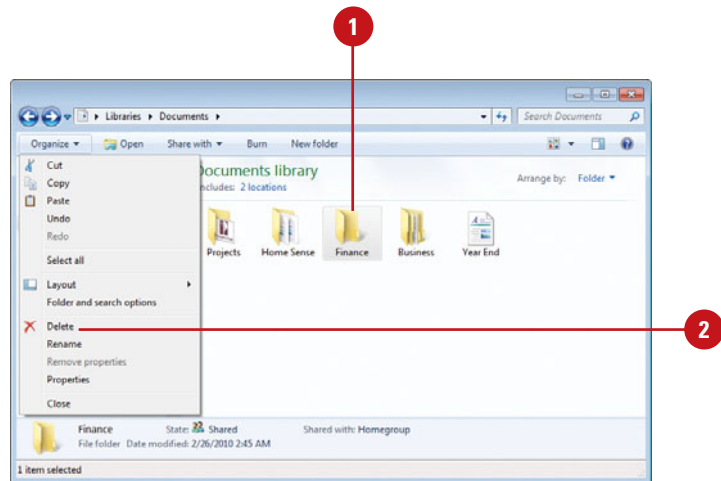 1
Libraries Documents
Search Documents
Organize Open Share with Burn New folder
Cut
Copy
Paste
Undo
Redo
Select all
Layout
Folder and search options
Delete
Rename
Remove properties
Properties
Close
ocuments library
ncludes: 2 locations
Arrange by: Folder
Projects Home Sense Finance Business Year End
2
Finance State: Shared Shared with: Homegroup
File folder Date modified: 2/26/2010 2:45 AM
1 item selected